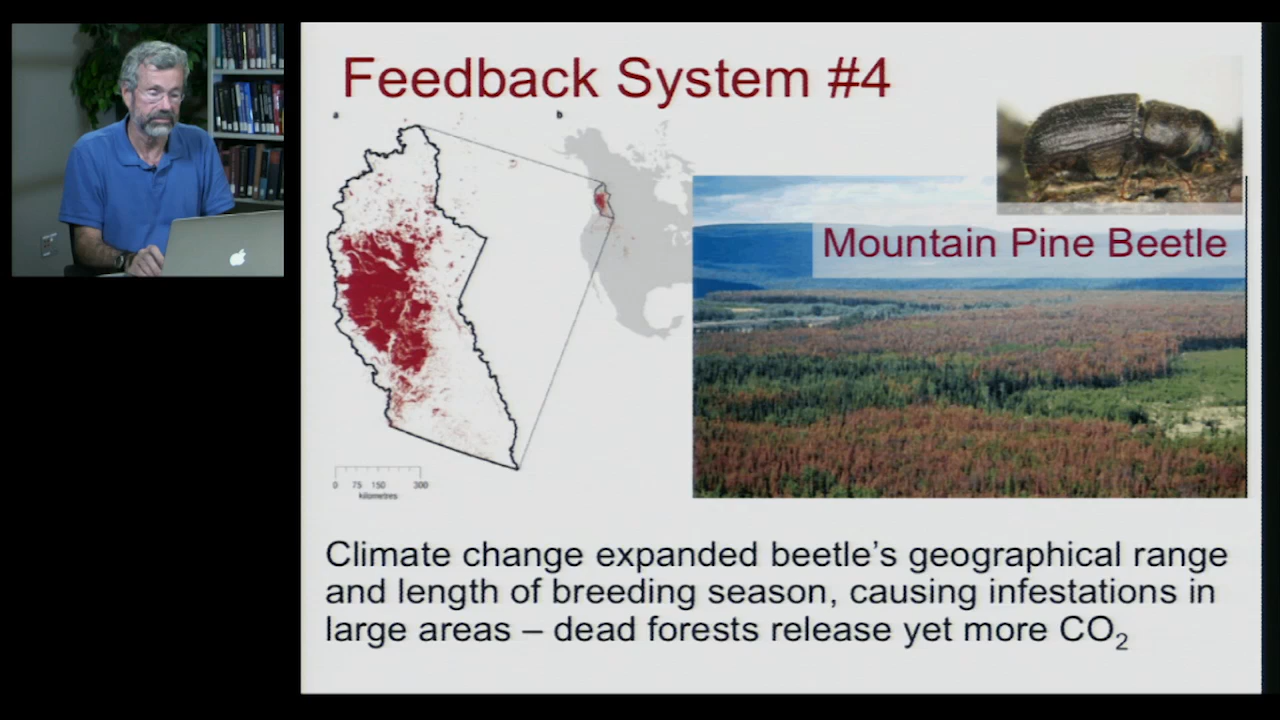 Feedback System #4
a
b
Mountain Pine Beetle
0 75 150 300
kilometres
Climate change expanded beetle’s geographical range
and length of breeding season, causing infestations in
large areas – dead forests release yet more CO₂